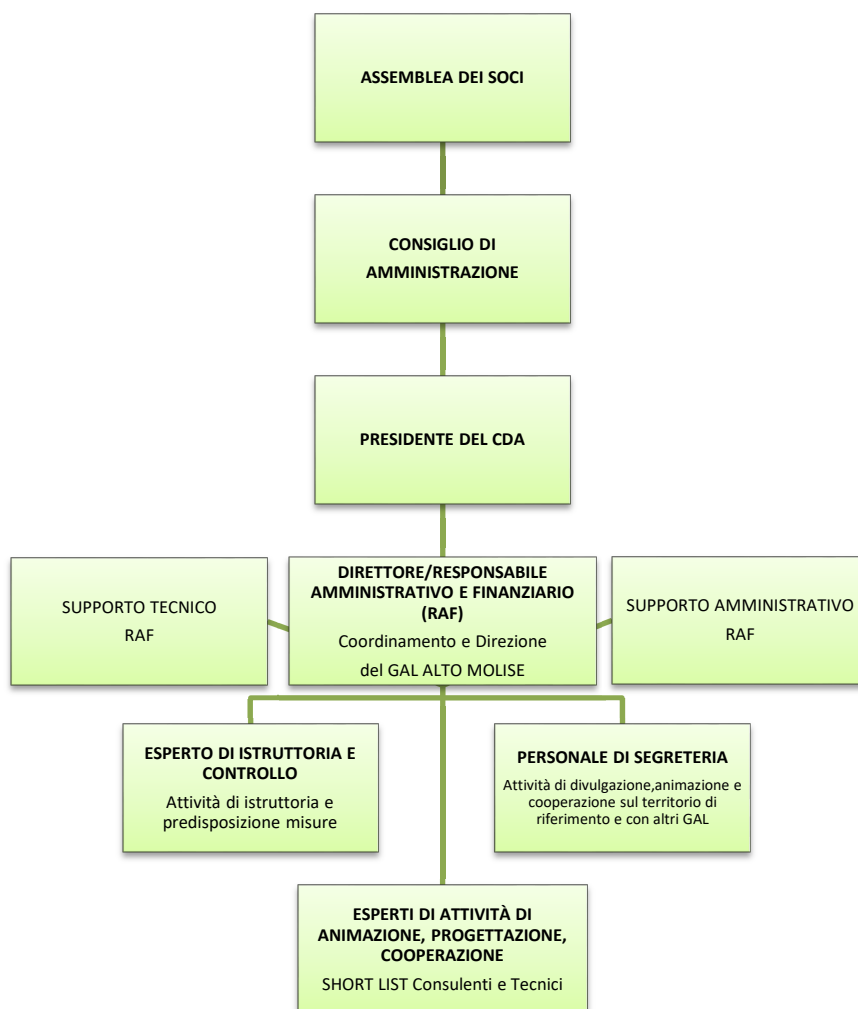 ASSEMBLEA DEI SOCI
CONSIGLIO DI
AMMINISTRAZIONE
PRESIDENTE DEL CDA
SUPPORTO TECNICO
RAF
DIRETTORE/RESPONSABILE
AMMINISTRATIVO E FINANZIARIO
(RAF)
Coordinamento e Direzione
del GAL ALTO MOLISE
SUPPORTO AMMINISTRATIVO
RAF
ESPERTO DI ISTRUTTORIA E
CONTROLLO
Attività di istruttoria e
predisposizione misure
PERSONALE DI SEGRETERIA
Attività di divulgazione,animazione e
cooperazione sul territorio di
riferimento e con altri GAL
ESPERTI DI ATTIVITÀ DI
ANIMAZIONE, PROGETTAZIONE,
COOPERAZIONE
SHORT LIST Consulenti e Tecnici